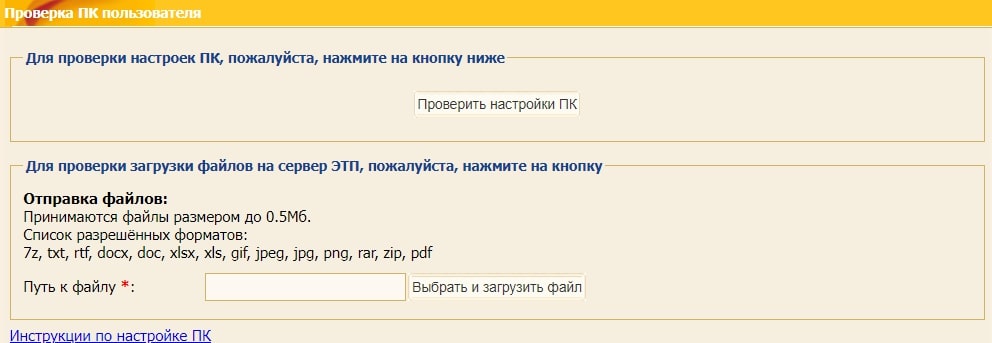 Проверка ПК пользователя
Для проверки настроек ПК, пожалуйста, нажмите на кнопку ниже
Проверить настройки ПК
Для проверки загрузки файлов на сервер ЭТП, пожалуйста, нажмите на кнопку
Отправка файлов:
Принимаются файлы размером до 0.5Мб.
Список разрешённых форматов:
7z, txt, rtf, docx, doc, xlsx, xls, gif, jpeg, jpg, png, rar, zip, pdf
Путь к файлу *: Выбрать и загрузить файл
Инструкции по настройке ПК